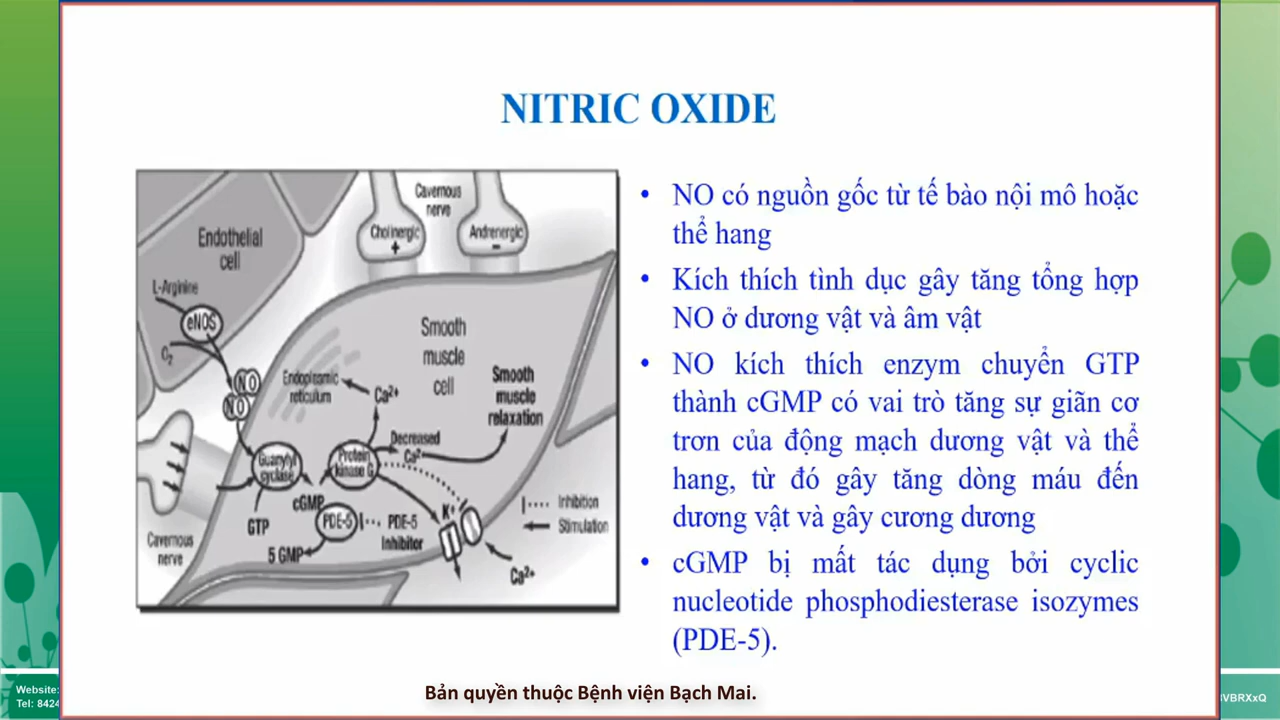 NITRIC OXIDE
Cavernous
nerve
Cholinergic
+
Andrenergic
–
Endothelial
cell
L-Arginine
eNOS
O2
NO
NO
Smooth
muscle
cell
Endoplasmic
reticulum
Ca2+
Smooth
muscle
relaxation
Decreased
Ca2+
Guanylyl
cyclase
Protein
kinase G
cGMP
GTP
PDE-5
PDE-5
Inhibitor
5 GMP
K+
Inhibition
Stimulation
Cavernous
nerve
Ca2+
• NO có nguồn gốc từ tế bào nội mô hoặc
thể hang
• Kích thích tình dục gây tăng tổng hợp
NO ở dương vật và âm vật
• NO kích thích enzym chuyển GTP
thành cGMP có vai trò tăng sự giãn cơ
trơn của động mạch dương vật và thể
hang, từ đó gây tăng dòng máu đến
dương vật và gây cương dương
• cGMP bị mất tác dụng bởi cyclic
nucleotide phosphodiesterase isozymes
(PDE-5).
Website:
Tel: 8424
Bản quyền thuộc Bệnh viện Bạch Mai.
VBRXxQ